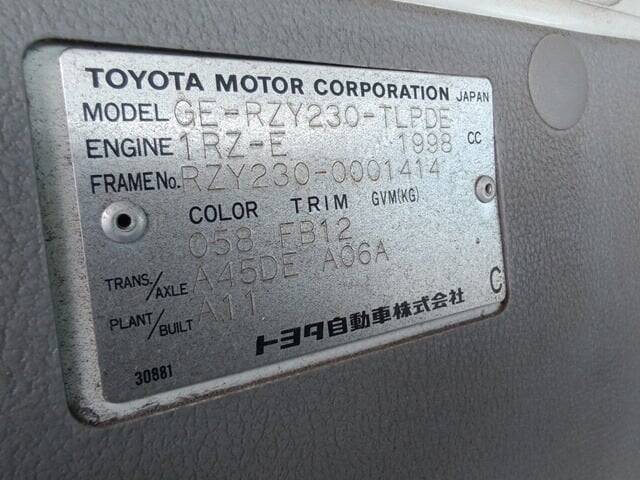 TOYOTA MOTOR CORPORATION JAPAN
MODEL GE-RZY230-TLPDE
ENGINE 1RZ-E 1998 CC
FRAME No. RZY230-0001414
COLOR TRIM GVM(KG)
058 FB12
TRANS./AXLE A45DE A06A
PLANT/BUILT A11 C
トヨタ自動車株式会社
30881